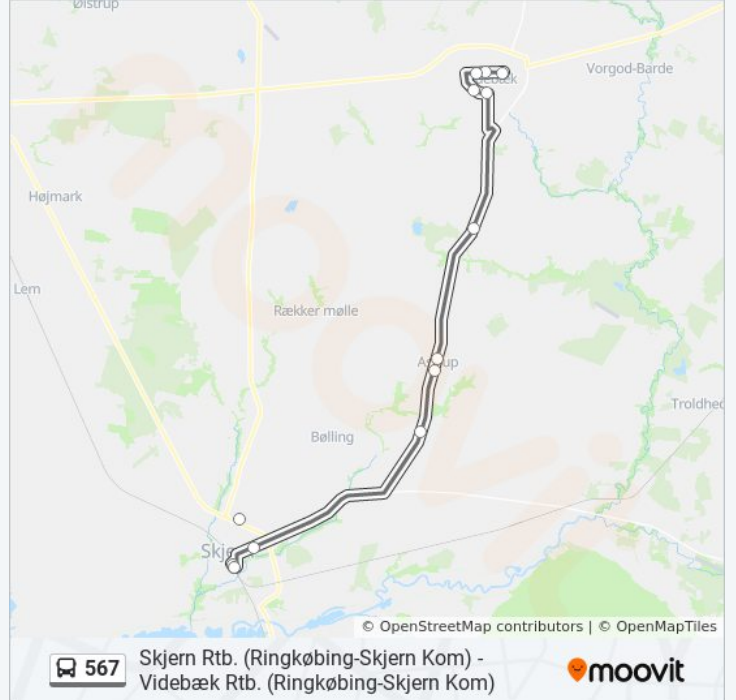 Ølstrup
Vorgod-Barde
Højmark
Lem
Rækker mølle
Troldhed
Bølling
© OpenStreetMap contributors | © OpenMapTiles
567
Skjern Rtb. (Ringkøbing-Skjern Kom) -
Videbæk Rtb. (Ringkøbing-Skjern Kom)
moovit